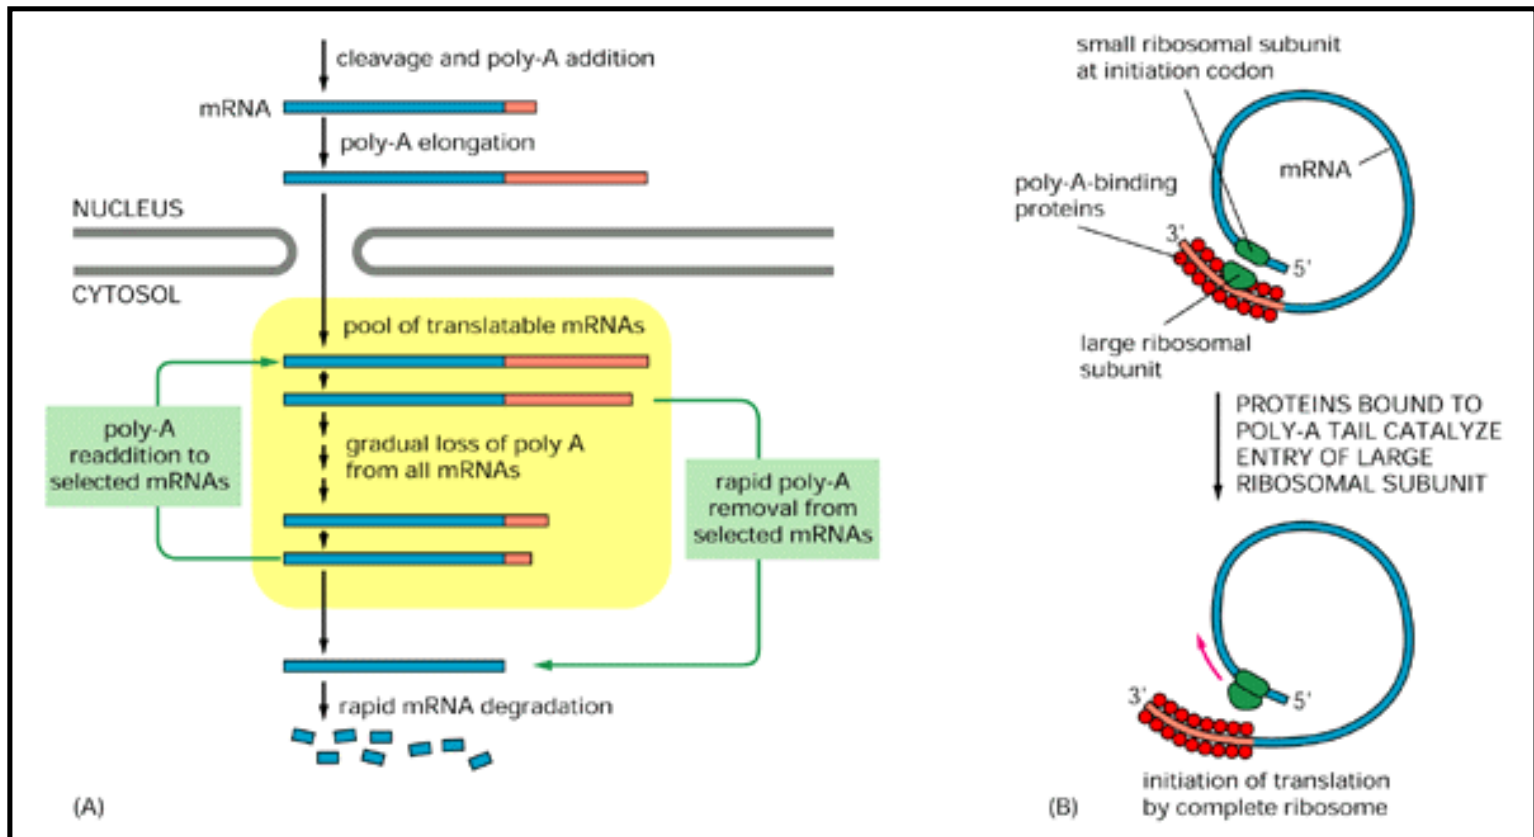 cleavage and poly-A addition
mRNA
poly-A elongation
NUCLEUS
CYTOSOL
pool of translatable mRNAs
poly-A
readdition to
selected mRNAs
gradual loss of poly A
from all mRNAs
rapid poly-A
removal from
selected mRNAs
rapid mRNA degradation
(A)
small ribosomal subunit
at initiation codon
mRNA
poly-A-binding
proteins
3'
5'
large ribosomal
subunit
PROTEINS BOUND TO
POLY-A TAIL CATALYZE
ENTRY OF LARGE
RIBOSOMAL SUBUNIT
3'
5'
initiation of translation
by complete ribosome
(B)